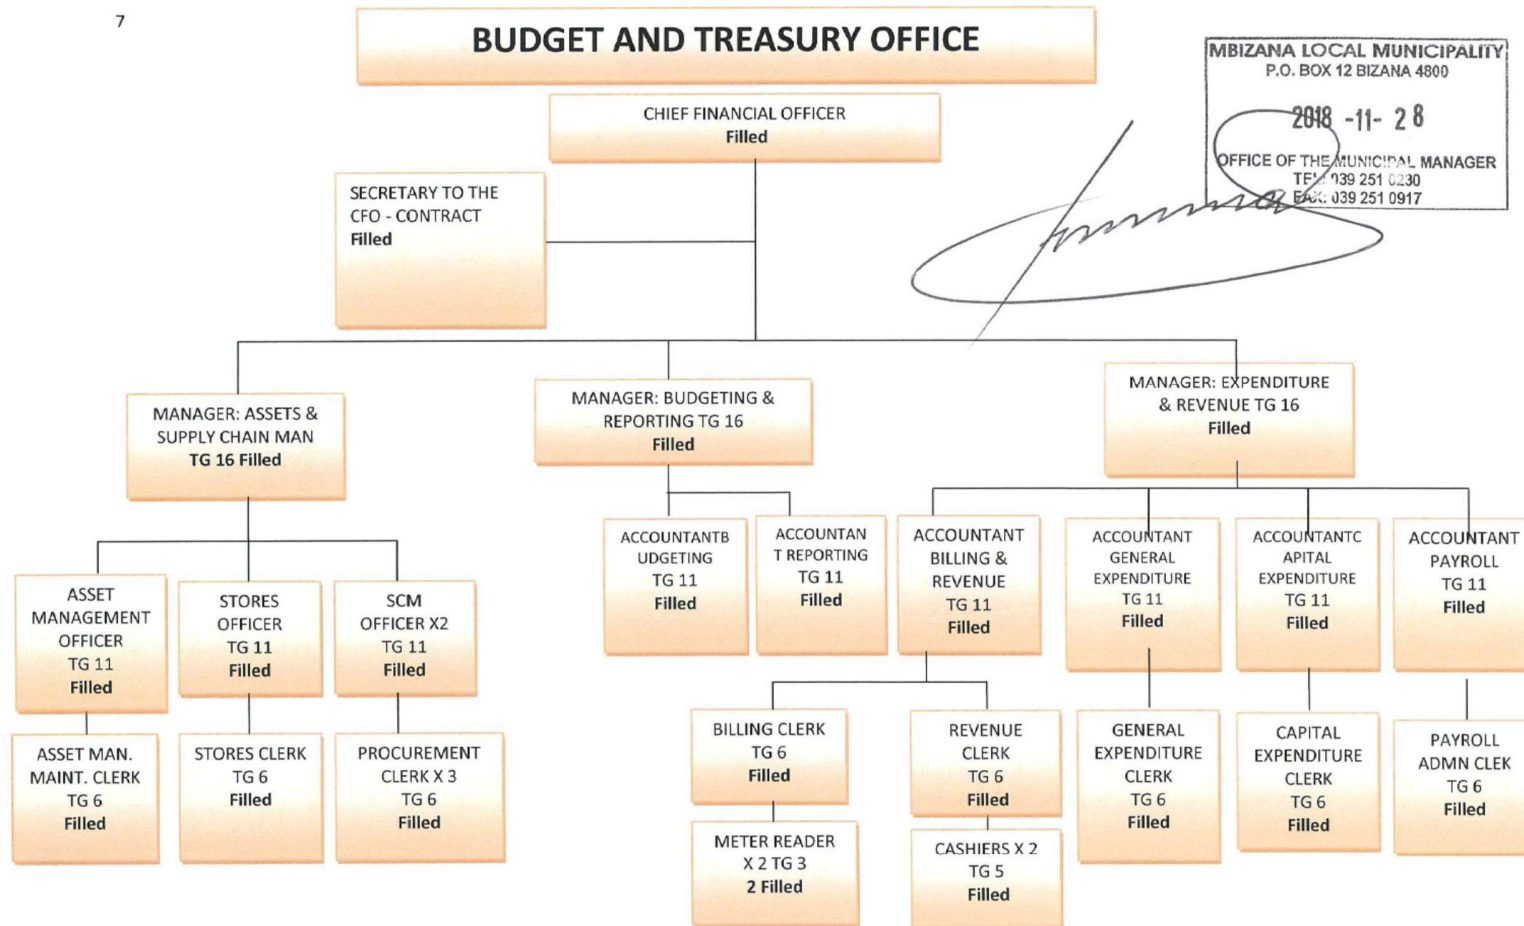 7
BUDGET AND TREASURY OFFICE
MBIZANA LOCAL MUNICIPALITY
P.O. BOX 12 BIZANA 4800
2018 -11- 28
OFFICE OF THE MUNICIPAL MANAGER
TEL: 039 251 0230
FAX: 039 251 0917
CHIEF FINANCIAL OFFICER
Filled
SECRETARY TO THE
CFO - CONTRACT
Filled
MANAGER: ASSETS &
SUPPLY CHAIN MAN
TG 16 Filled
MANAGER: BUDGETING &
REPORTING TG 16
Filled
MANAGER: EXPENDITURE
& REVENUE TG 16
Filled
ASSET
MANAGEMENT
OFFICER
TG 11
Filled
STORES
OFFICER
TG 11
Filled
SCM
OFFICER X2
TG 11
Filled
ACCOUNTANTB
UDGETING
TG 11
Filled
ACCOUNTAN
T REPORTING
TG 11
Filled
ACCOUNTANT
BILLING &
REVENUE
TG 11
Filled
ACCOUNTANT
GENERAL
EXPENDITURE
TG 11
Filled
ACCOUNTANTC
APITAL
EXPENDITURE
TG 11
Filled
ACCOUNTANT
PAYROLL
TG 11
Filled
ASSET MAN.
MAINT. CLERK
TG 6
Filled
STORES CLERK
TG 6
Filled
PROCUREMENT
CLERK X 3
TG 6
Filled
BILLING CLERK
TG 6
Filled
REVENUE
CLERK
TG 6
Filled
GENERAL
EXPENDITURE
CLERK
TG 6
Filled
CAPITAL
EXPENDITURE
CLERK
TG 6
Filled
PAYROLL
ADMN CLEK
TG 6
Filled
METER READER
X 2 TG 3
2 Filled
CASHIERS X 2
TG 5
Filled